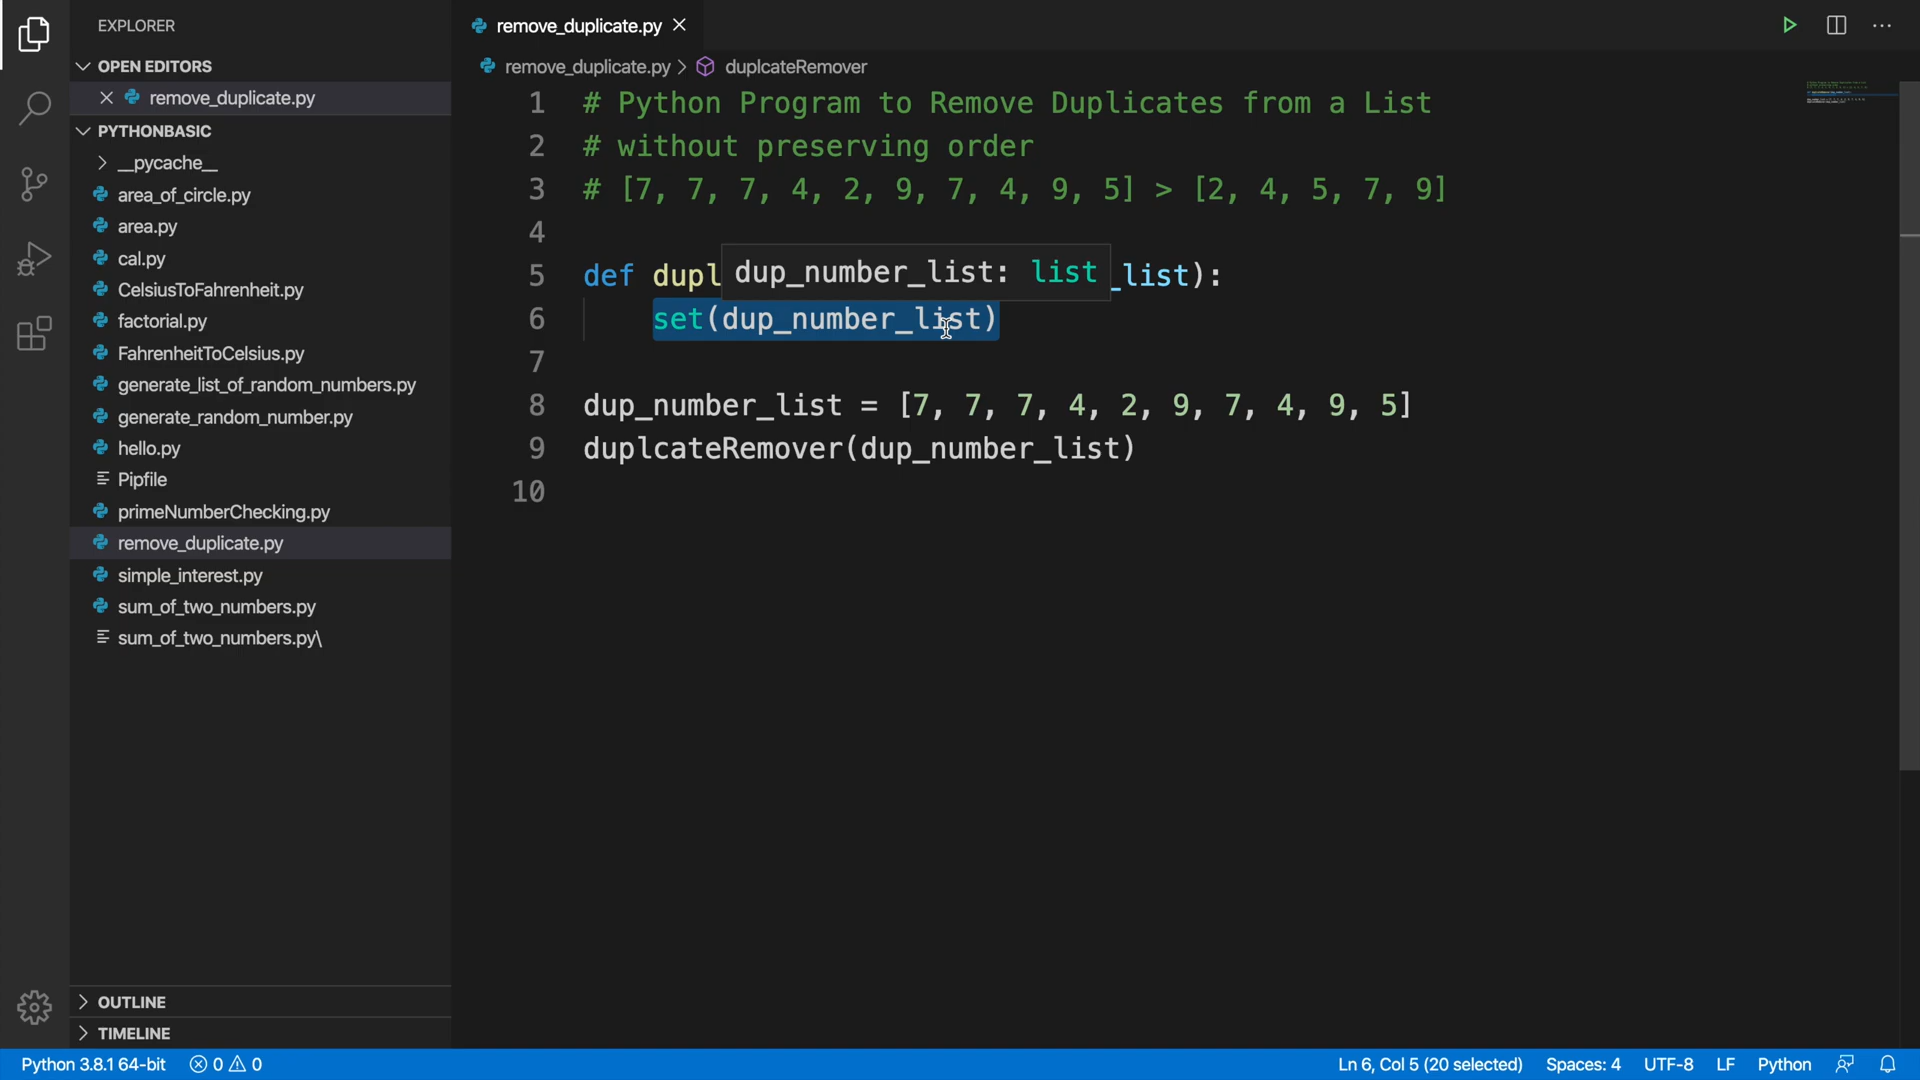 EXPLORER
OPEN EDITORS
remove_duplicate.py
PYTHONBASIC
__pycache__
area_of_circle.py
area.py
cal.py
CelsiusToFahrenheit.py
factorial.py
FahrenheitToCelsius.py
generate_list_of_random_numbers.py
generate_random_number.py
hello.py
Pipfile
primeNumberChecking.py
remove_duplicate.py
simple_interest.py
sum_of_two_numbers.py
sum_of_two_numbers.py\
OUTLINE
TIMELINE
remove_duplicate.py
remove_duplicate.py > duplcateRemover
1 # Python Program to Remove Duplicates from a List
2 # without preserving order
3 # [7, 7, 7, 4, 2, 9, 7, 4, 9, 5] > [2, 4, 5, 7, 9]
4
dup_number_list: list
5 def dupl _list):
6 set(dup_number_list)
7
8 dup_number_list = [7, 7, 7, 4, 2, 9, 7, 4, 9, 5]
9 duplcateRemover(dup_number_list)
10
Python 3.8.1 64-bit 0 0 Ln 6, Col 5 (20 selected) Spaces: 4 UTF-8 LF Python